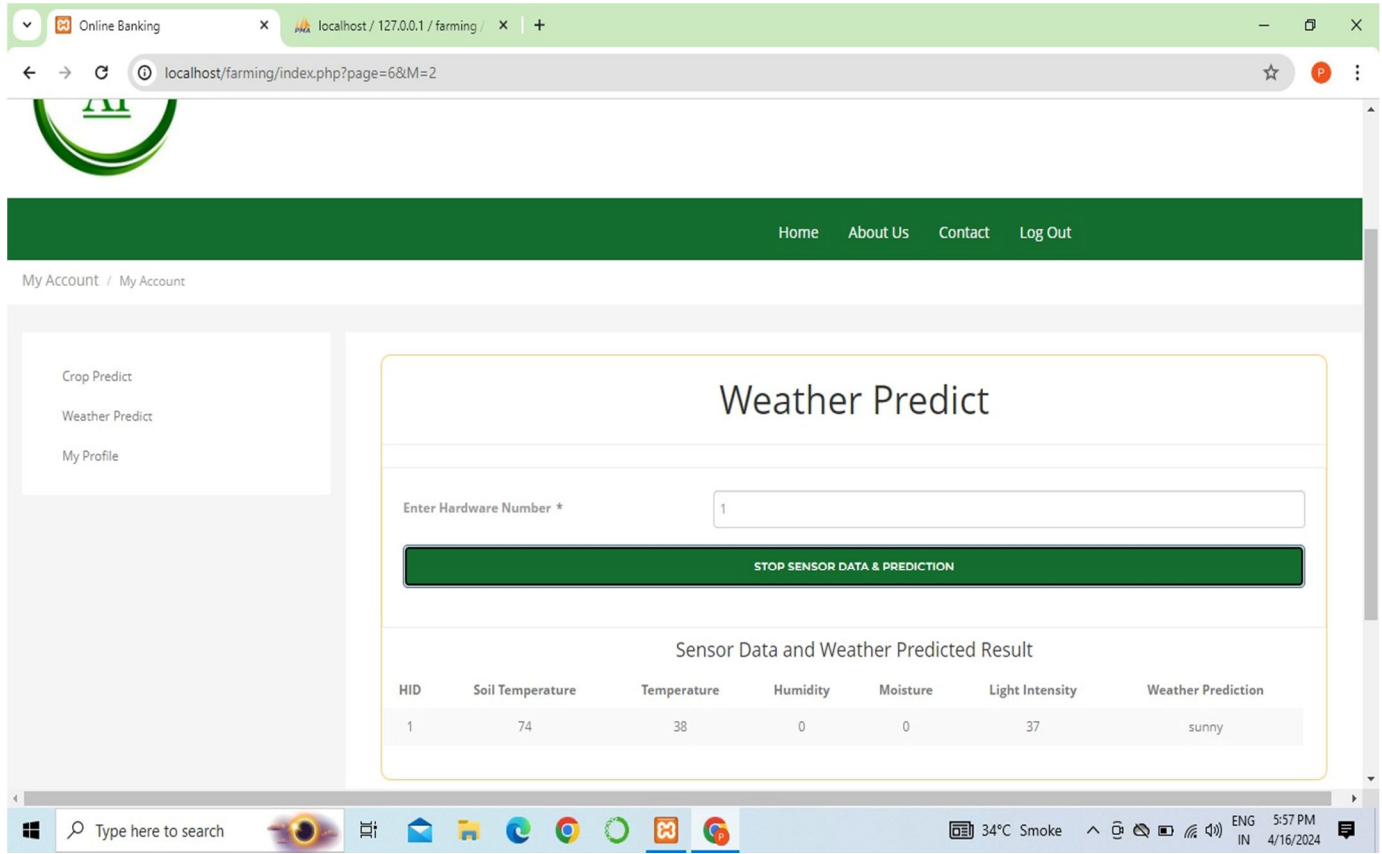 Online Banking
localhost / 127.0.0.1 / farming /
localhost/farming/index.php?page=6&M=2
P
Home About Us Contact Log Out
My Account / My Account
Crop Predict
Weather Predict
My Profile
Weather Predict
Enter Hardware Number *
1
STOP SENSOR DATA & PREDICTION
Sensor Data and Weather Predicted Result
HID Soil Temperature Temperature Humidity Moisture Light Intensity Weather Prediction
1 74 38 0 0 37 sunny
Type here to search
34°C Smoke
ENG
IN
5:57 PM
4/16/2024